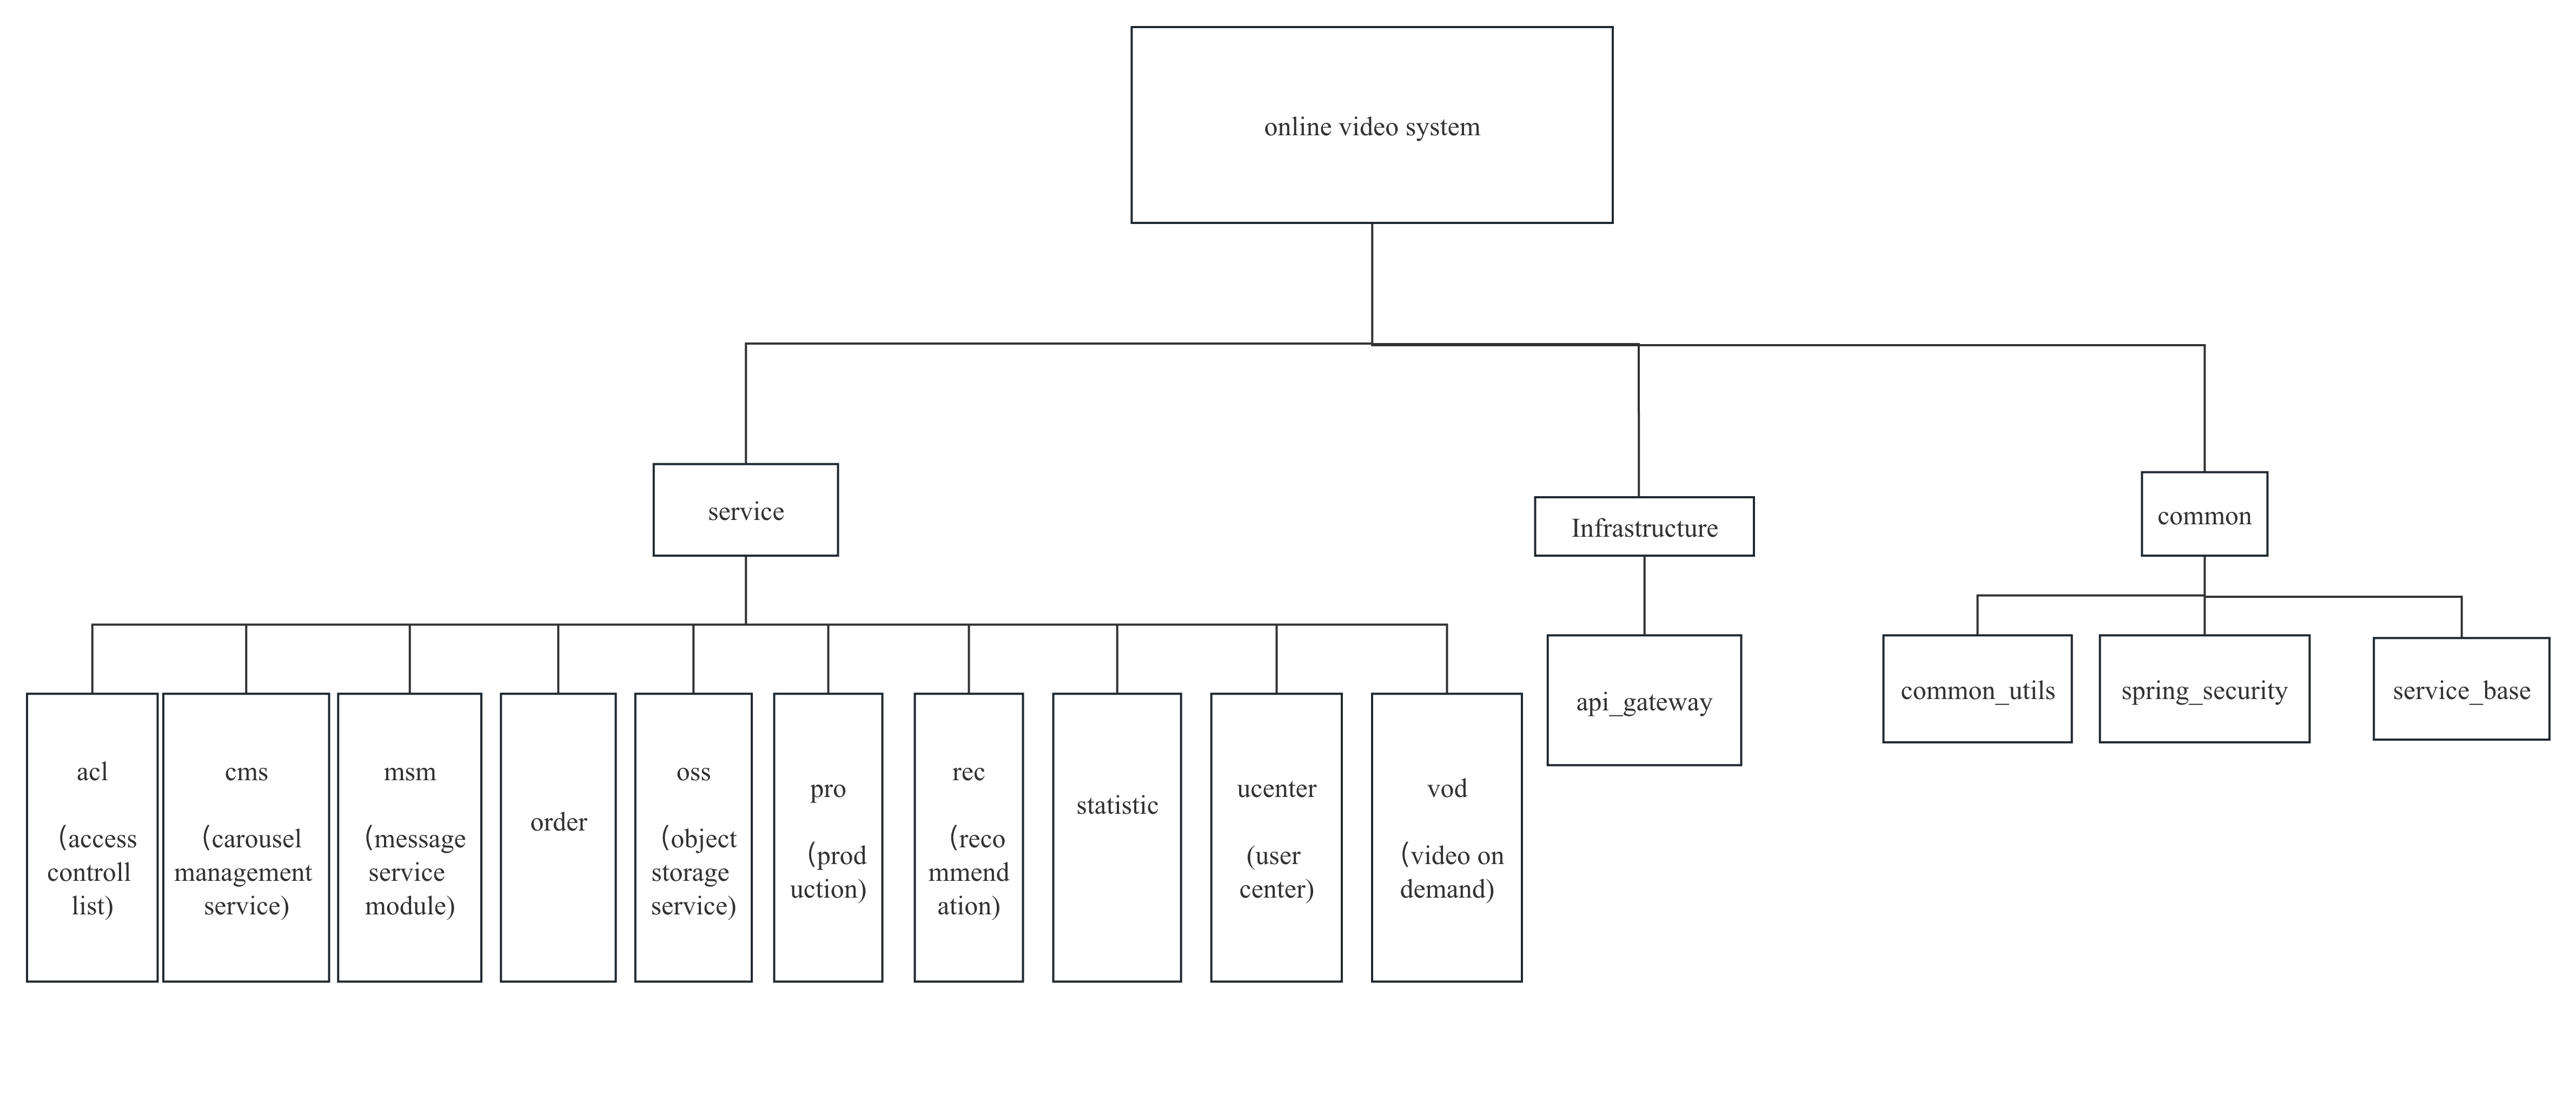 online video system
service
Infrastructure
common
common_utils
spring_security
service_base
api_gateway
acl
（access
controll
list)
cms
（carousel
management
service)
msm
（message
service
module)
order
oss
（object
storage
service)
pro
（prod
uction)
rec
（reco
mmend
ation)
statistic
ucenter
(user
center)
vod
（video on
demand)